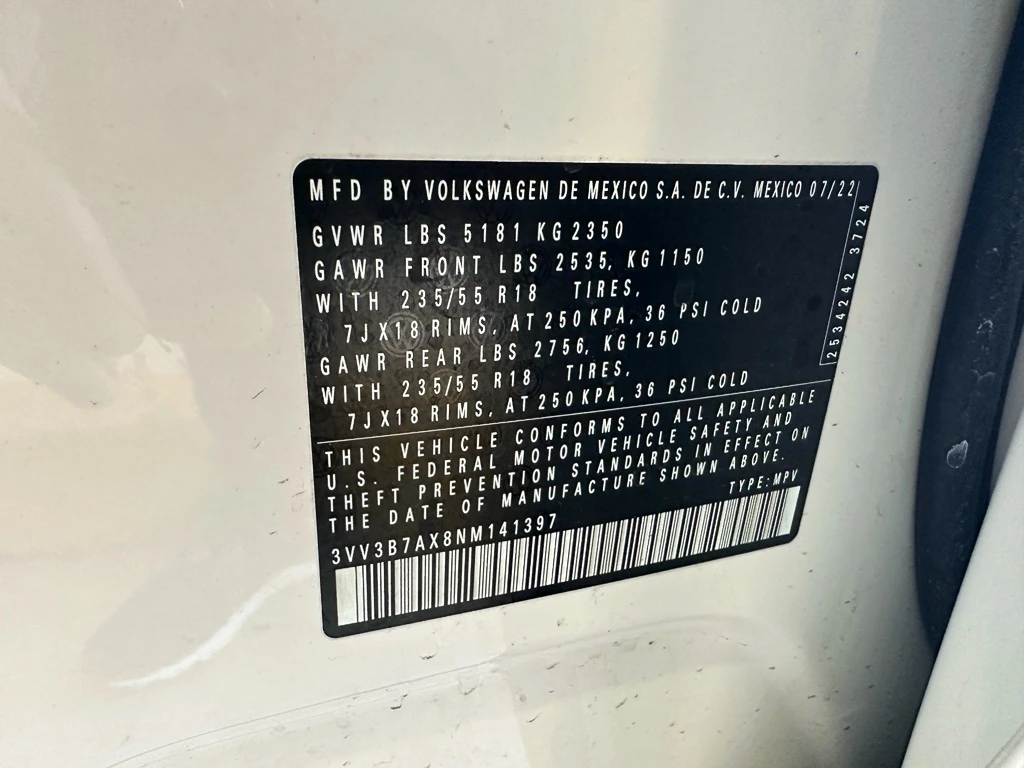 MFD BY VOLKSWAGEN DE MEXICO S.A. DE C.V. MEXICO 07/22
GVWR LBS 5181 KG 2350
GAWR FRONT LBS 2535, KG 1150
WITH 235/55 R18 TIRES,
7JX18 RIMS, AT 250 KPA, 36 PSI COLD
GAWR REAR LBS 2756, KG 1250
WITH 235/55 R18 TIRES,
7JX18 RIMS, AT 250 KPA, 36 PSI COLD
2534242 3724
THIS VEHICLE CONFORMS TO ALL APPLICABLE
U.S. FEDERAL MOTOR VEHICLE SAFETY AND
THEFT PREVENTION STANDARDS IN EFFECT ON
THE DATE OF MANUFACTURE SHOWN ABOVE.
TYPE: MPV
3VV3B7AX8NM141397